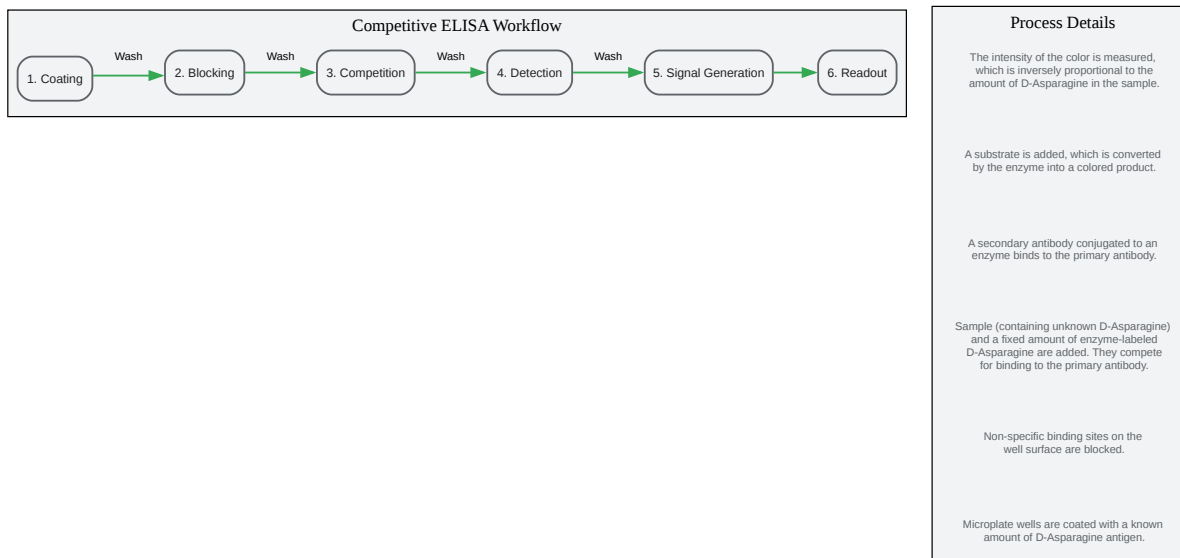 Competitive ELISA Workflow
Wash
Wash
Wash
Wash
1. Coating
2. Blocking
3. Competition
4. Detection
5. Signal Generation
6. Readout
Process Details
The intensity of the color is measured,
which is inversely proportional to the
amount of D-Asparagine in the sample.
A substrate is added, which is converted
by the enzyme into a colored product.
A secondary antibody conjugated to an
enzyme binds to the primary antibody.
Sample (containing unknown D-Asparagine)
and a fixed amount of enzyme-labeled
D-Asparagine are added. They compete
for binding to the primary antibody.
Non-specific binding sites on the
well surface are blocked.
Microplate wells are coated with a known
amount of D-Asparagine antigen.